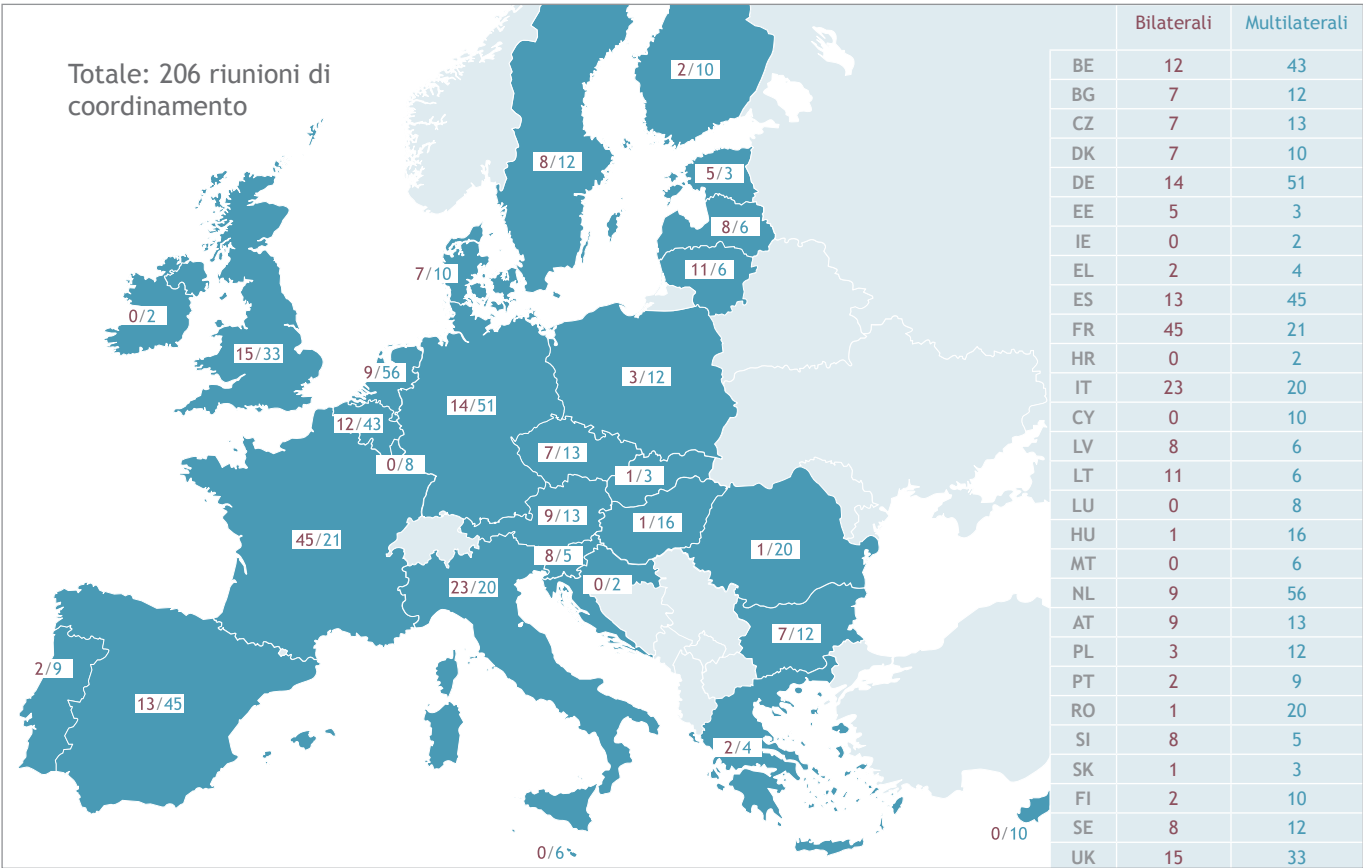 Totale: 206 riunioni di
coordinamento
2/10
8/12
5/3
8/6
11/6
7/10
0/2
15/33
9/56
3/12
14/51
12/43
7/13
0/8
1/3
9/13
1/16
45/21
1/20
8/5
0/2
23/20
7/12
2/9
13/45
2/4
0/10
0/6
Bilaterali Multilaterali
BE 12 43
BG 7 12
CZ 7 13
DK 7 10
DE 14 51
EE 5 3
IE 0 2
EL 2 4
ES 13 45
FR 45 21
HR 0 2
IT 23 20
CY 0 10
LV 8 6
LT 11 6
LU 0 8
HU 1 16
MT 0 6
NL 9 56
AT 9 13
PL 3 12
PT 2 9
RO 1 20
SI 8 5
SK 1 3
FI 2 10
SE 8 12
UK 15 33